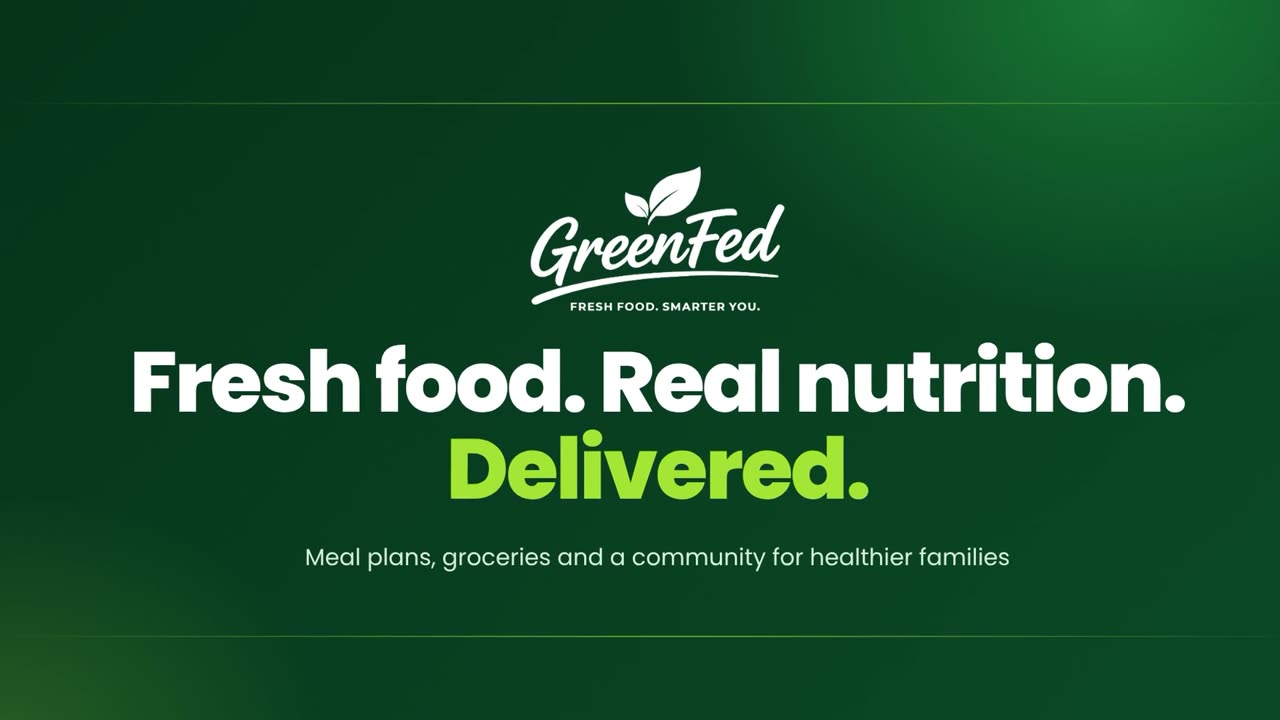 GreenFed
FRESH FOOD. SMARTER YOU.
Fresh food. Real nutrition.
Delivered.
Meal plans, groceries and a community for healthier families